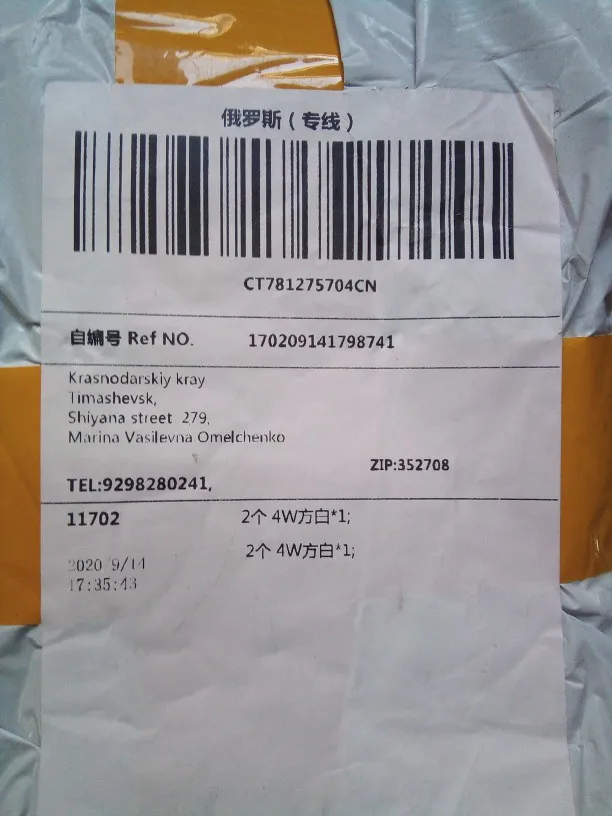 俄罗斯（专线）
CT781275704CN
自编号 Ref NO. 170209141798741
Krasnodarskiy kray
Timashevsk,
Shiyana street 279,
Marina Vasilevna Omelchenko
ZIP:352708
TEL:9298280241,
11702 2个 4W方白*1;
2个 4W方白*1;
2020/9/14
17:35:43